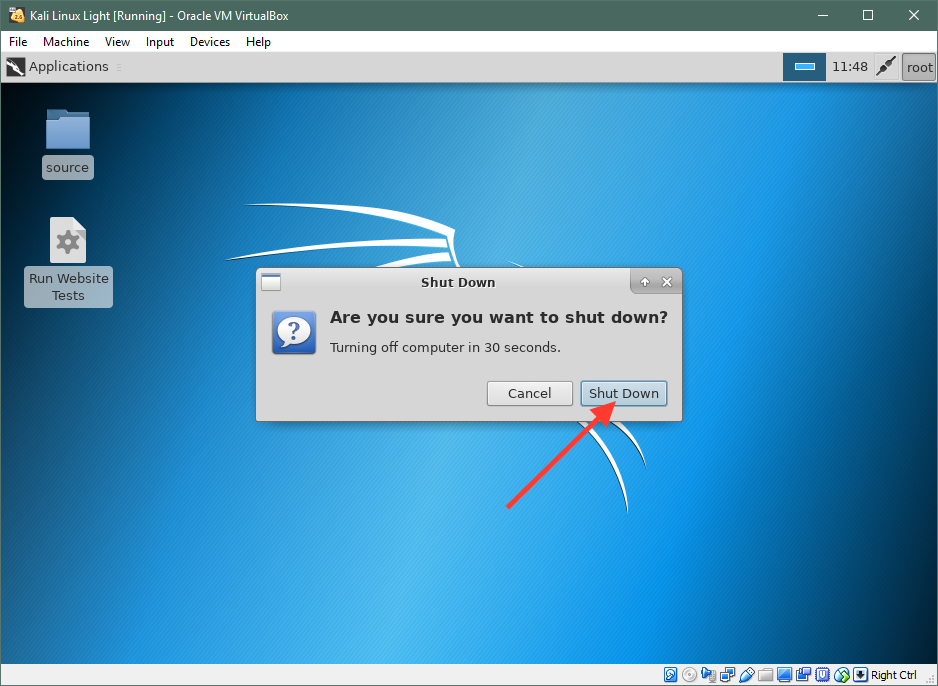 Kali Linux Light [Running] - Oracle VM VirtualBox
File Machine View Input Devices Help
Applications 11:48 root
source
Run Website
Tests
Shut Down
Are you sure you want to shut down?
Turning off computer in 30 seconds.
Cancel Shut Down
Right Ctrl